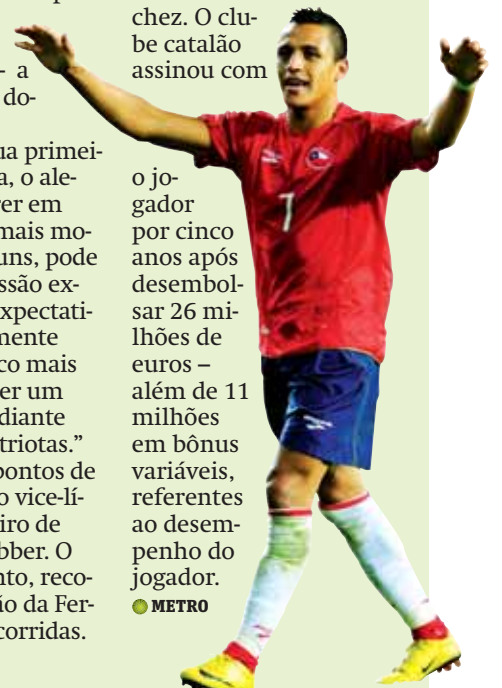 - a
do-
ua primei-
a, o ale-
rer em
mais mo-
uns, pode
ssão ex-
xpectati-
mente
co mais
er um
diante
triotas.”
pontos de
o vice-lí-
iro de
bber. O
nto, reco-
io da Fer-
corridas.
chez. O clu-
be catalão
assinou com
o jo-
gador
por cinco
anos após
desembol-
sar 26 mi-
lhões de
euros –
além de 11
milhões
em bônus
variáveis,
referentes
ao desem-
penho do
jogador.
METRO
7